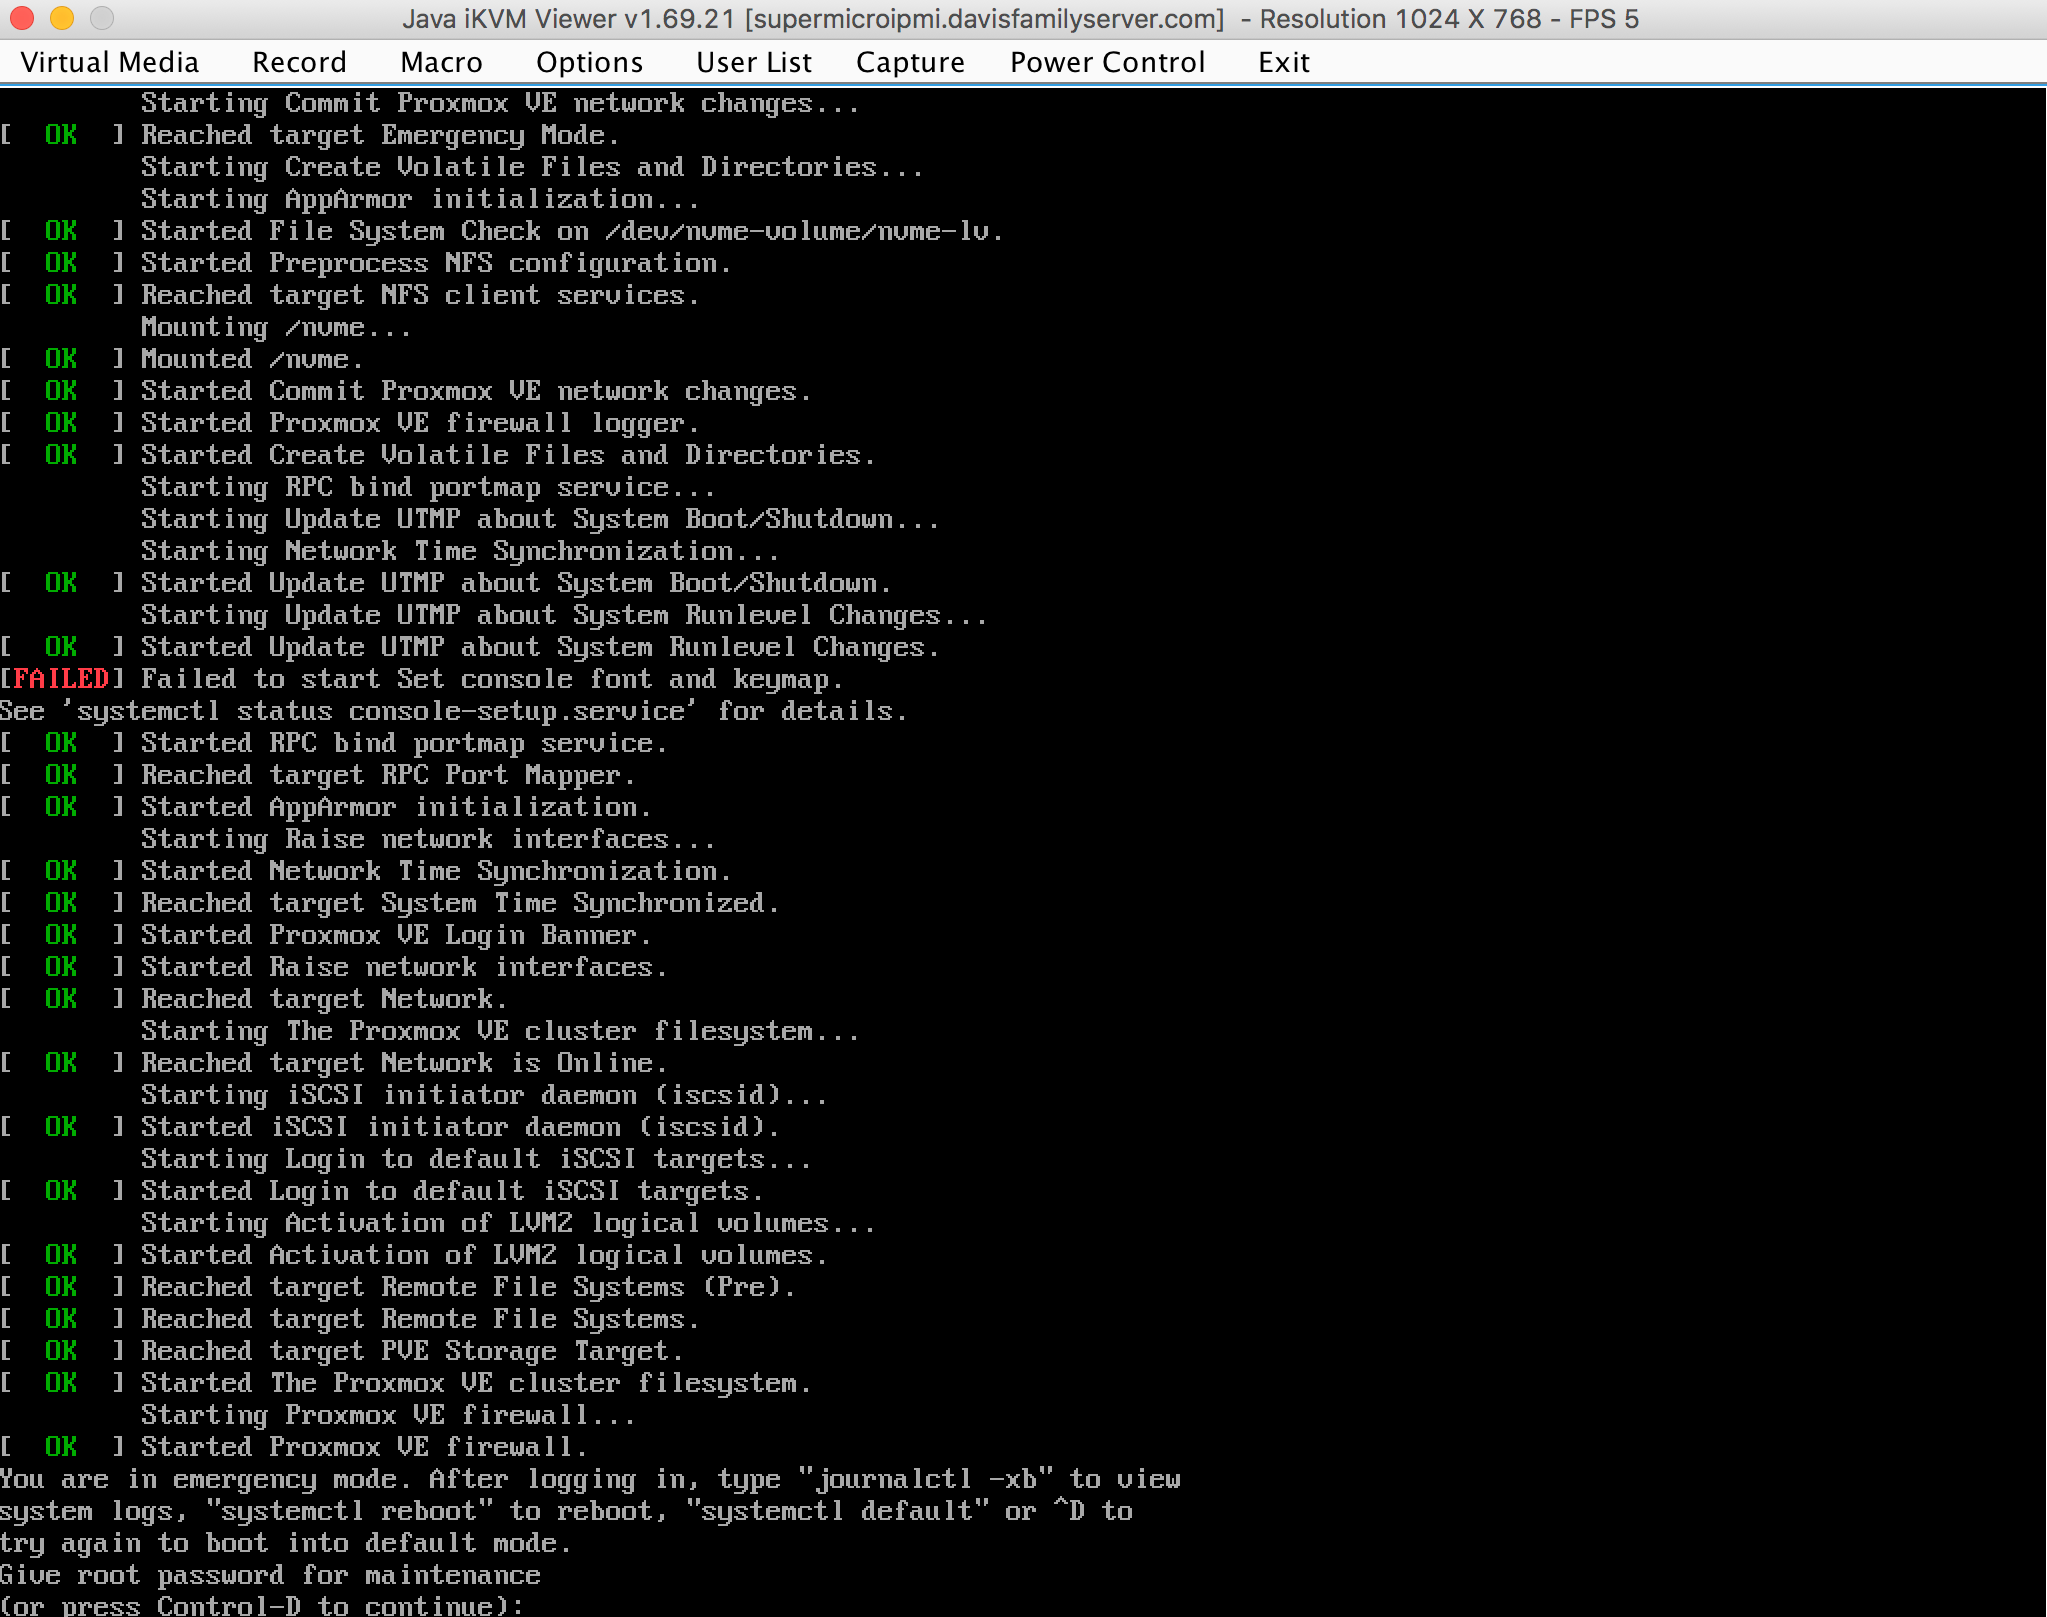 Java iKVM Viewer v1.69.21 [supermicroipmi.davisfamilyserver.com]  - Resolution 1024 X 768 - FPS 5
Virtual Media Record Macro Options User List Capture Power Control Exit
Starting Commit Proxmox VE network changes...
[  OK  ] Reached target Emergency Mode.
Starting Create Volatile Files and Directories...
Starting AppArmor initialization...
[  OK  ] Started File System Check on /dev/nvme-volume/nvme-lv.
[  OK  ] Started Preprocess NFS configuration.
[  OK  ] Reached target NFS client services.
Mounting /nvme...
[  OK  ] Mounted /nvme.
[  OK  ] Started Commit Proxmox VE network changes.
[  OK  ] Started Proxmox VE firewall logger.
[  OK  ] Started Create Volatile Files and Directories.
Starting RPC bind portmap service...
Starting Update UTMP about System Boot/Shutdown...
Starting Network Time Synchronization...
[  OK  ] Started Update UTMP about System Boot/Shutdown.
Starting Update UTMP about System Runlevel Changes...
[  OK  ] Started Update UTMP about System Runlevel Changes.
[FAILED] Failed to start Set console font and keymap.
See 'systemctl status console-setup.service' for details.
[  OK  ] Started RPC bind portmap service.
[  OK  ] Reached target RPC Port Mapper.
[  OK  ] Started AppArmor initialization.
Starting Raise network interfaces...
[  OK  ] Started Network Time Synchronization.
[  OK  ] Reached target System Time Synchronized.
[  OK  ] Started Proxmox VE Login Banner.
[  OK  ] Started Raise network interfaces.
[  OK  ] Reached target Network.
Starting The Proxmox VE cluster filesystem...
[  OK  ] Reached target Network is Online.
Starting iSCSI initiator daemon (iscsid)...
[  OK  ] Started iSCSI initiator daemon (iscsid).
Starting Login to default iSCSI targets...
[  OK  ] Started Login to default iSCSI targets.
Starting Activation of LVM2 logical volumes...
[  OK  ] Started Activation of LVM2 logical volumes.
[  OK  ] Reached target Remote File Systems (Pre).
[  OK  ] Reached target Remote File Systems.
[  OK  ] Reached target PVE Storage Target.
[  OK  ] Started The Proxmox VE cluster filesystem.
Starting Proxmox VE firewall...
[  OK  ] Started Proxmox VE firewall.
You are in emergency mode. After logging in, type "journalctl -xb" to view
system logs, "systemctl reboot" to reboot, "systemctl default" or ^D to
try again to boot into default mode.
Give root password for maintenance
(or press Control-D to continue):